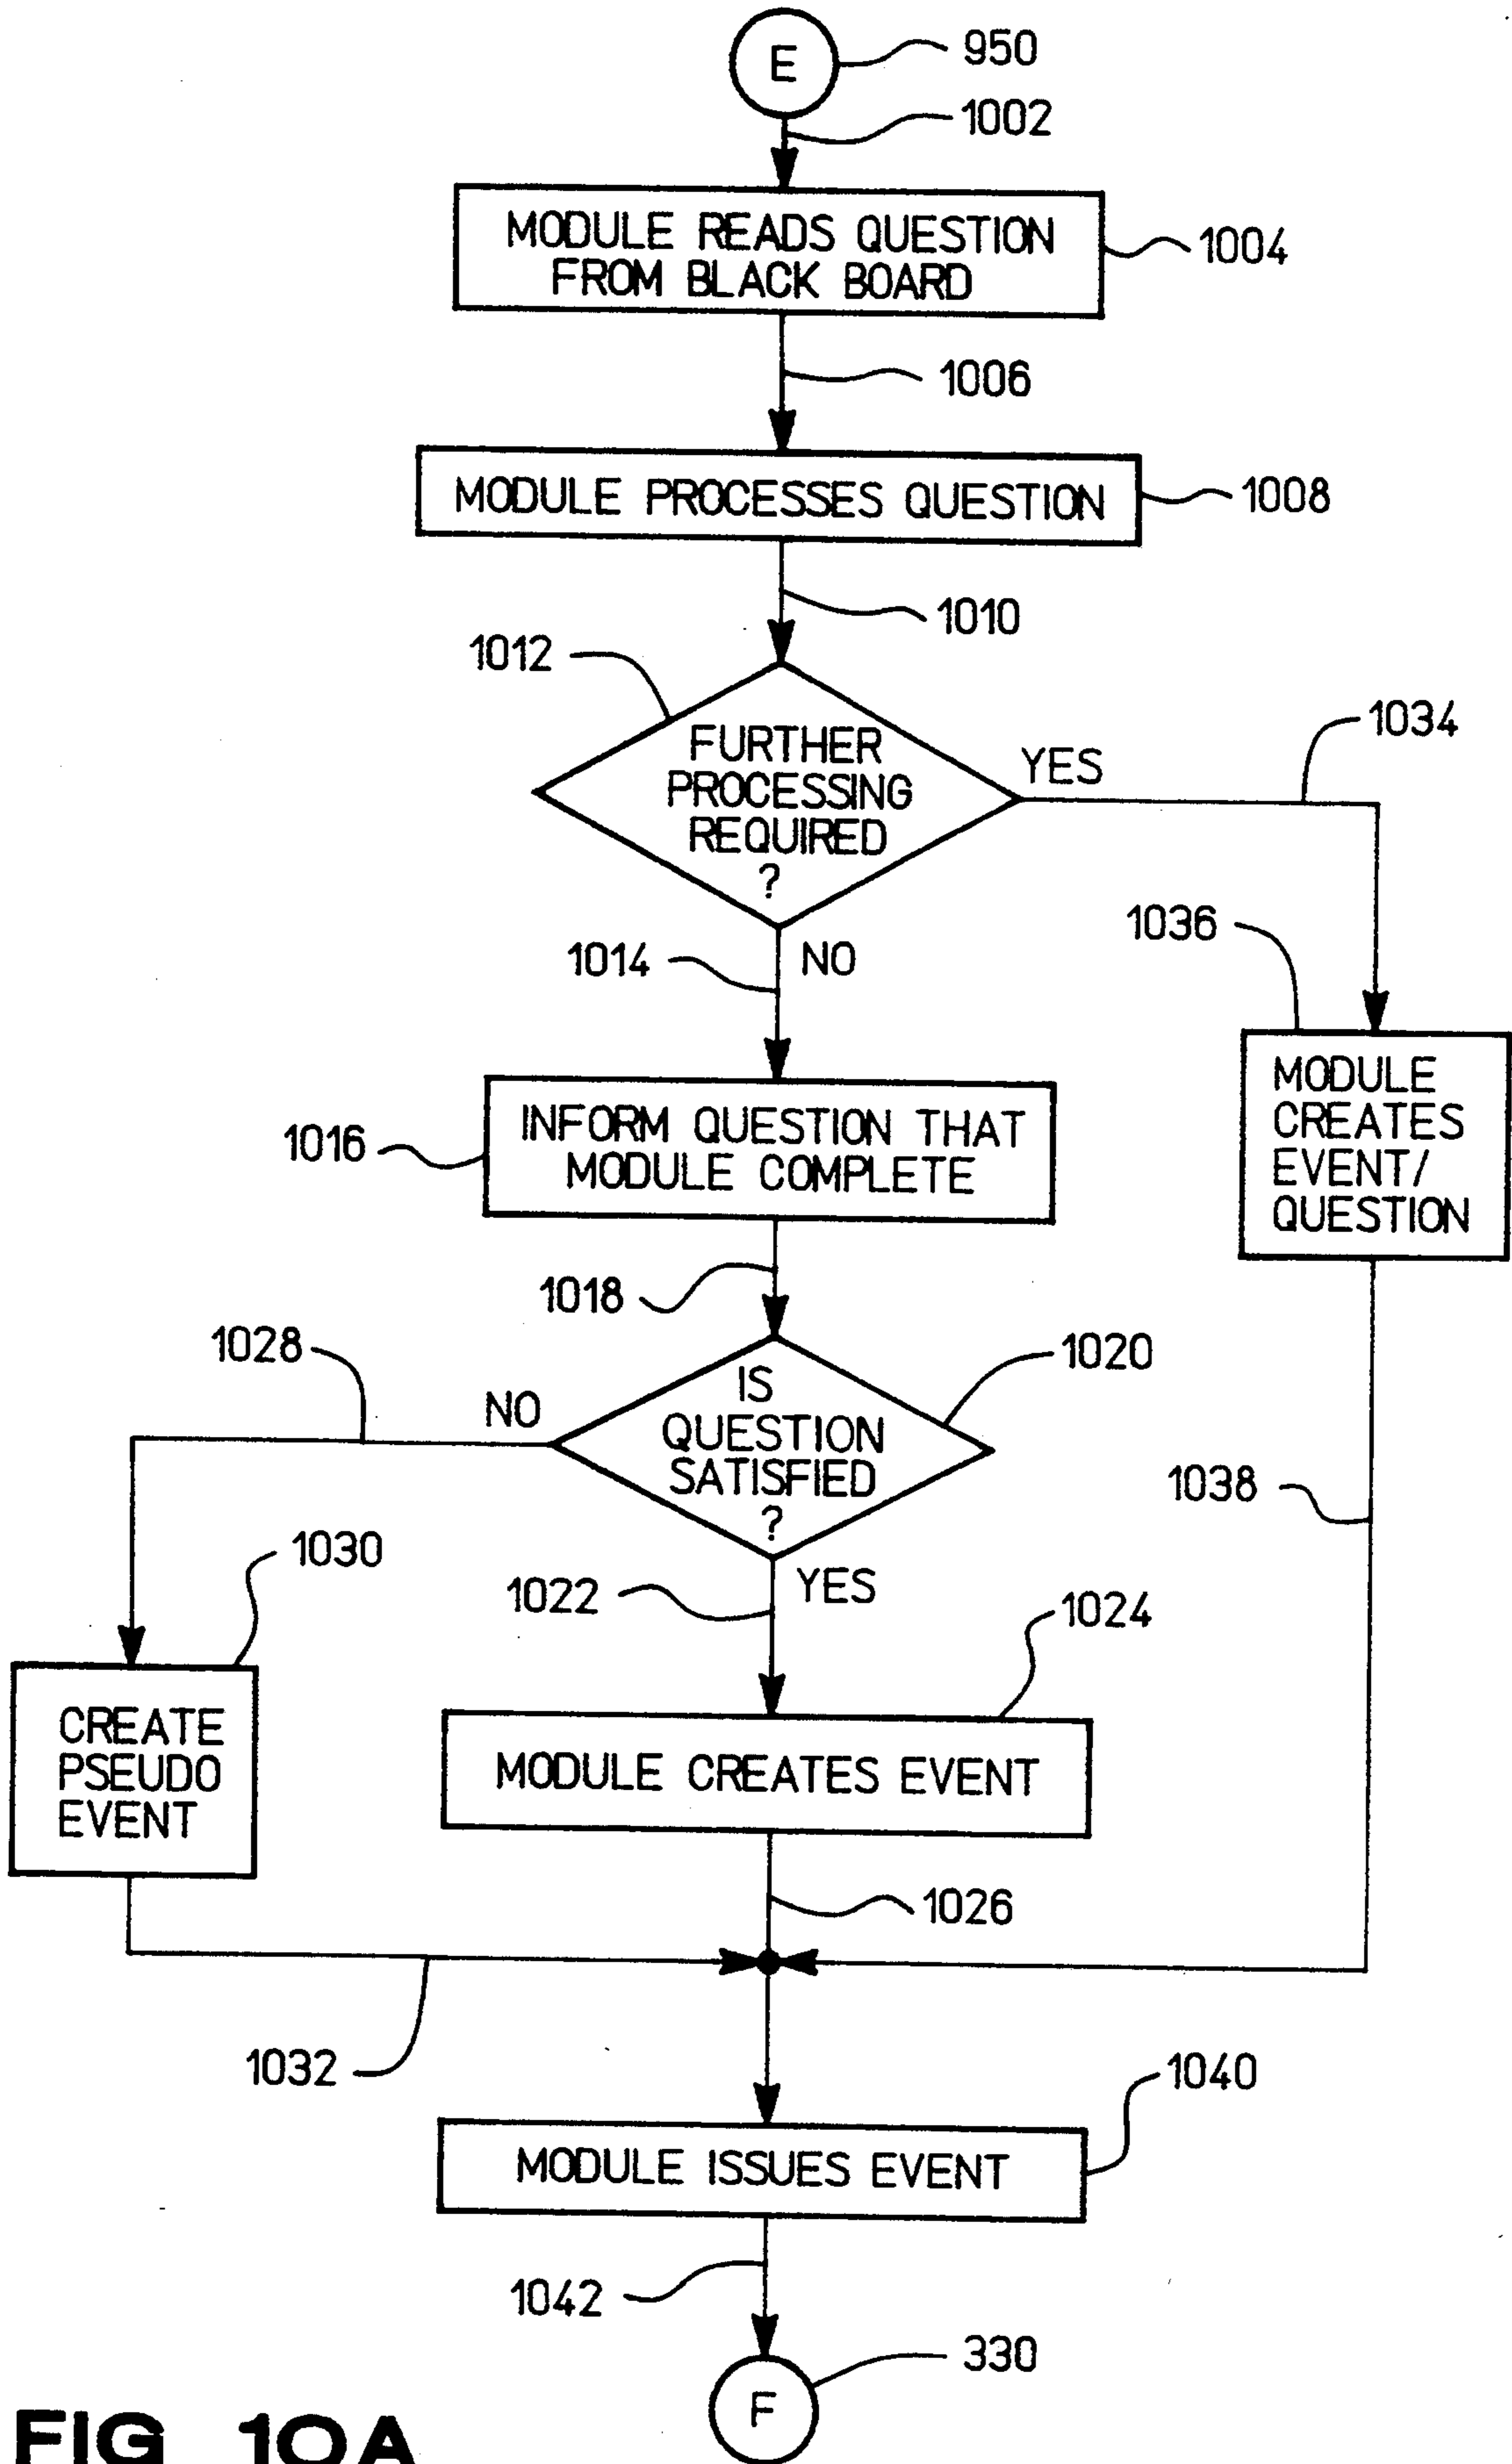 E
950
1002
MODULE READS QUESTION
FROM BLACK BOARD
1004
1006
MODULE PROCESSES QUESTION
1008
1010
1012
FURTHER
PROCESSING
REQUIRED
?
YES
1034
1014
NO
1036
MODULE
CREATES
EVENT/
QUESTION
INFORM QUESTION THAT
MODULE COMPLETE
1016
1018
1028
NO
IS
QUESTION
SATISFIED
?
1020
1038
1030
YES
1022
1024
CREATE
PSEUDO
EVENT
MODULE CREATES EVENT
1026
1032
1040
MODULE ISSUES EVENT
1042
330
F
FIG 10A